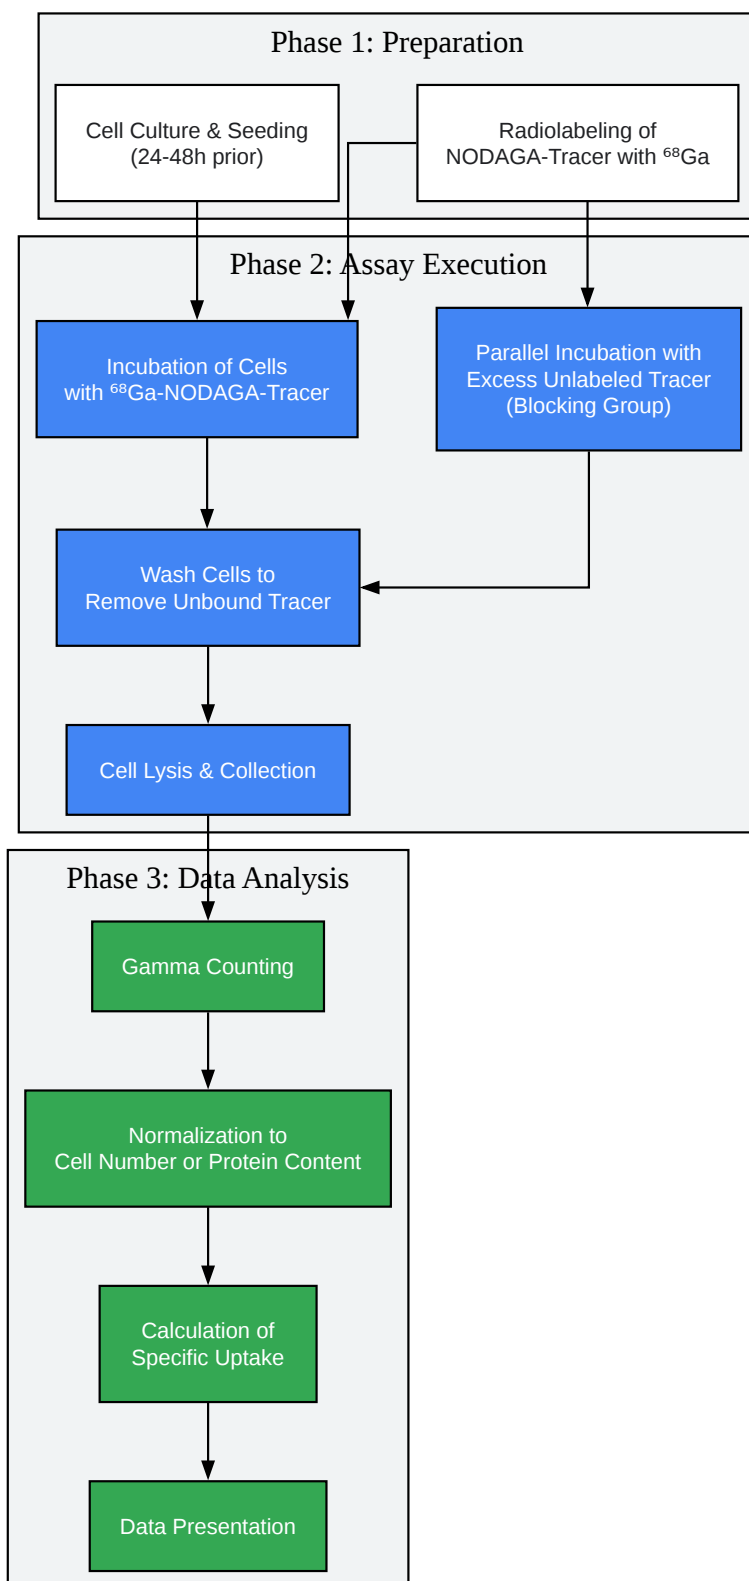 Phase 1: Preparation
Cell Culture & Seeding
(24-48h prior)
Radiolabeling of
NODAGA-Tracer with ⁶⁸Ga
Phase 2: Assay Execution
Incubation of Cells
with ⁶⁸Ga-NODAGA-Tracer
Parallel Incubation with
Excess Unlabeled Tracer
(Blocking Group)
Wash Cells to
Remove Unbound Tracer
Cell Lysis & Collection
Phase 3: Data Analysis
Gamma Counting
Normalization to
Cell Number or Protein Content
Calculation of
Specific Uptake
Data Presentation